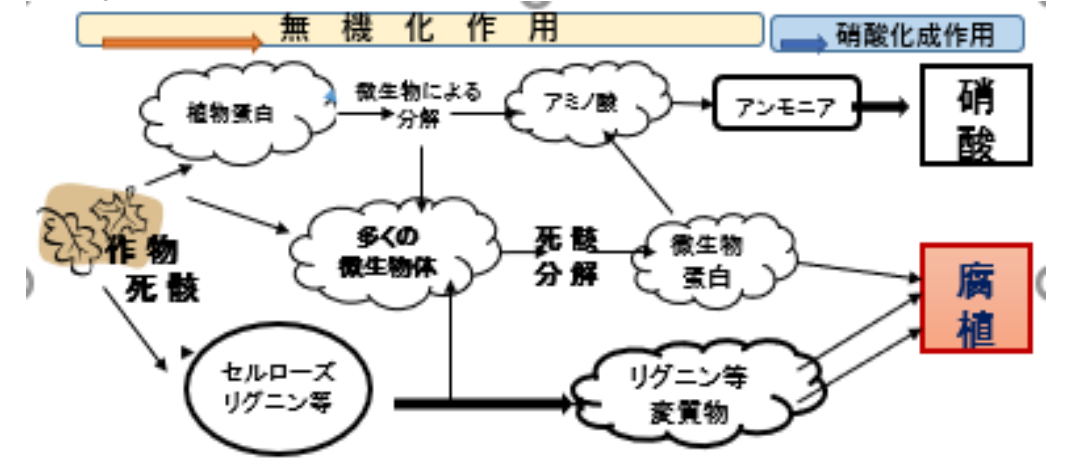 無機化作用
硝酸化成作用
植物蛋白
微生物による
分解
アミノ酸
アンモニア
硝
酸
作物
死骸
多くの
微生物体
死骸
分解
微生物
蛋白
腐
植
セルローズ
リグニン等
リグニン等
変質物